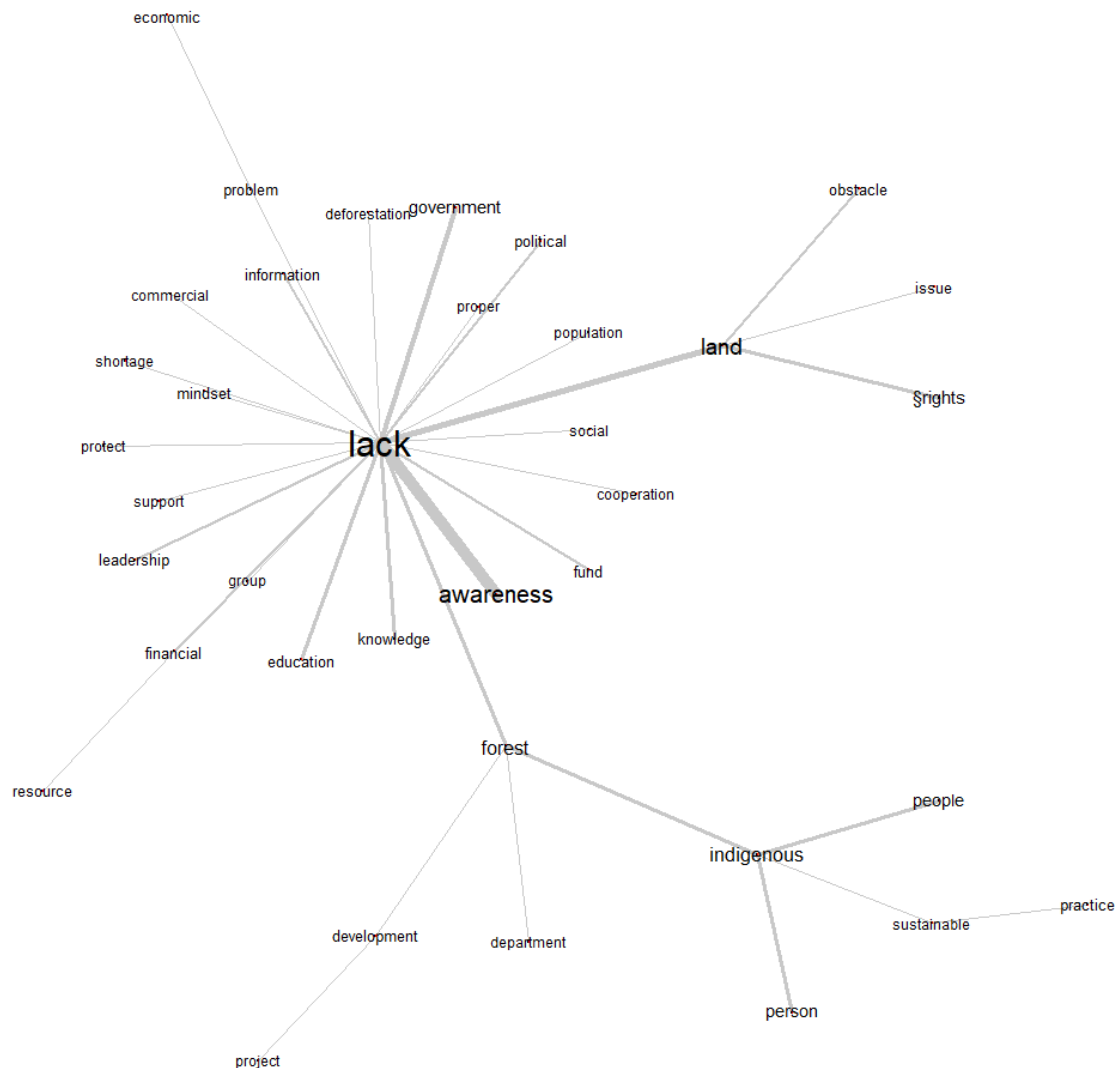 economic
problem
obstacle
government
deforestation
political
information
issue
commercial
proper
population
land
shortage
mindset
§rights
social
lack
protect
cooperation
support
leadership
fund
group
awareness
knowledge
financial
education
forest
resource
people
indigenous
practice
sustainable
development
department
person
project